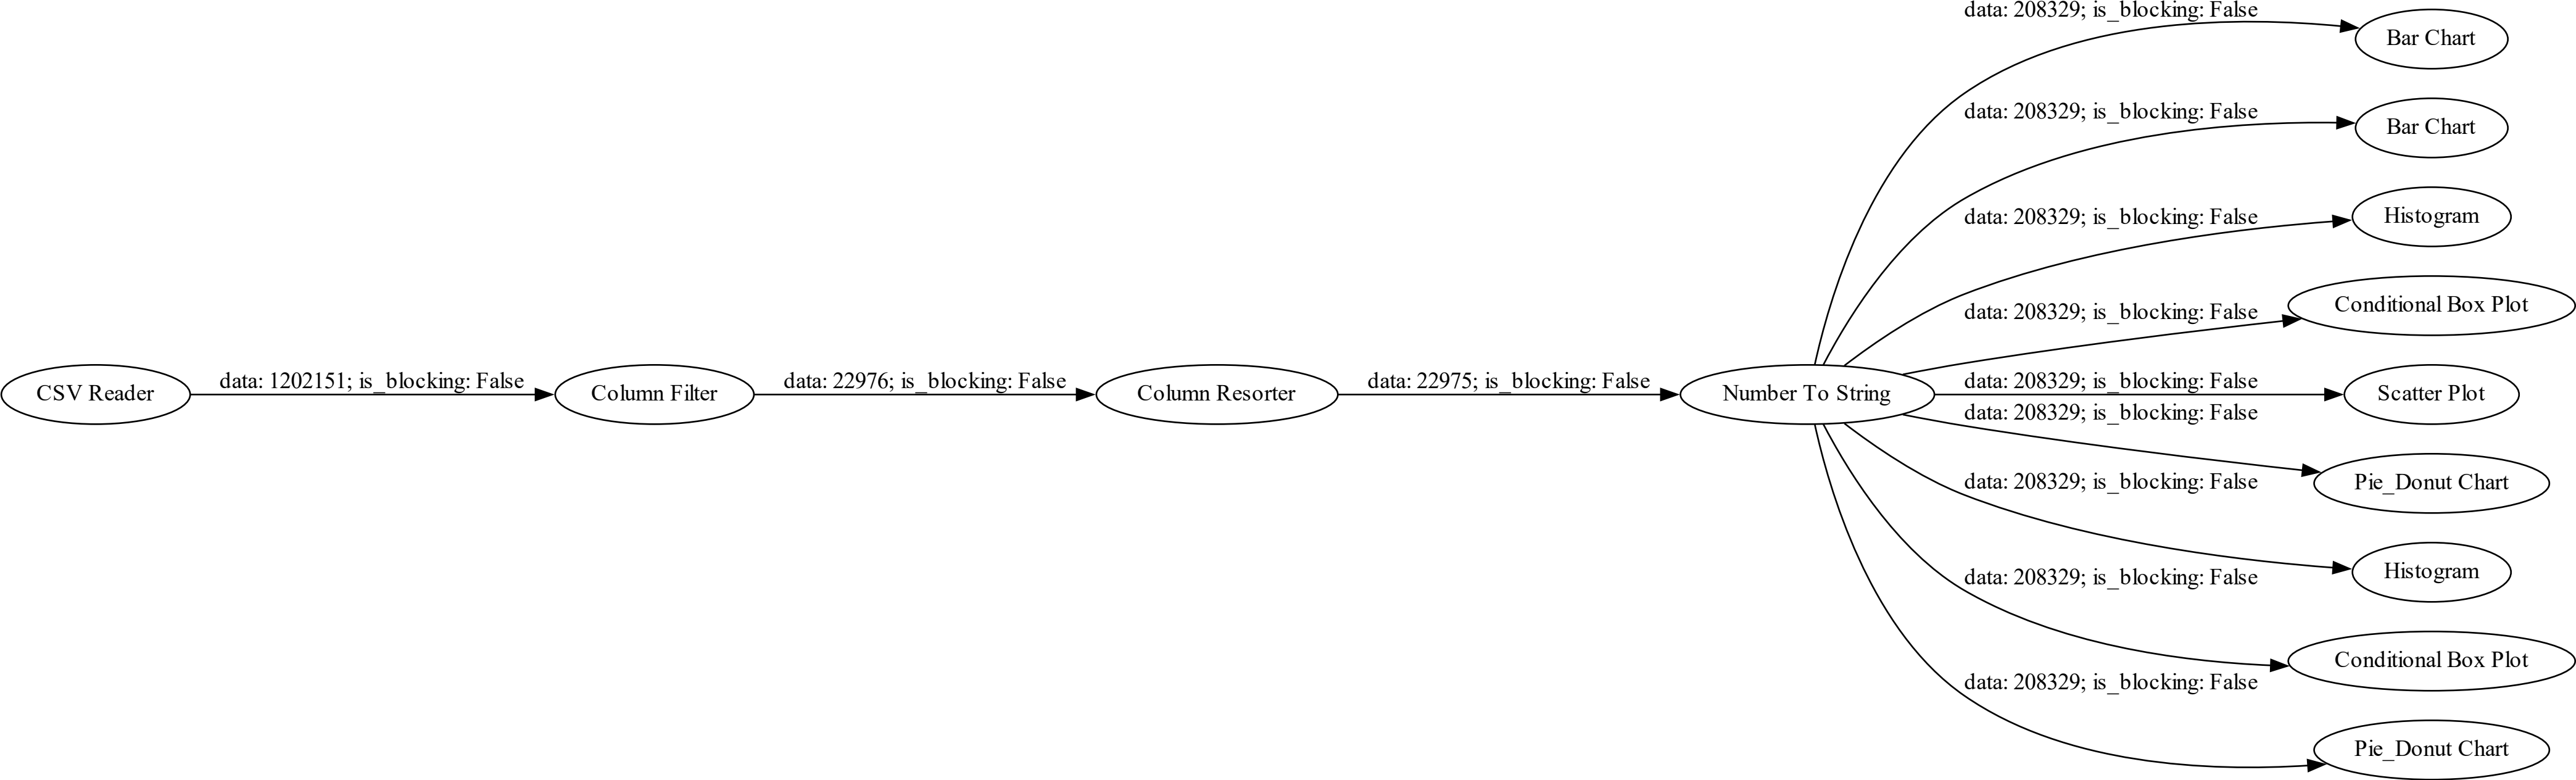 CSV Reader
data: 1202151; is_blocking: False
Column Filter
data: 22976; is_blocking: False
Column Resorter
data: 22975; is_blocking: False
Number To String
data: 208329; is_blocking: False
Bar Chart
data: 208329; is_blocking: False
Bar Chart
data: 208329; is_blocking: False
Histogram
data: 208329; is_blocking: False
Conditional Box Plot
data: 208329; is_blocking: False
Scatter Plot
data: 208329; is_blocking: False
Pie_Donut Chart
data: 208329; is_blocking: False
Histogram
data: 208329; is_blocking: False
Conditional Box Plot
data: 208329; is_blocking: False
Pie_Donut Chart